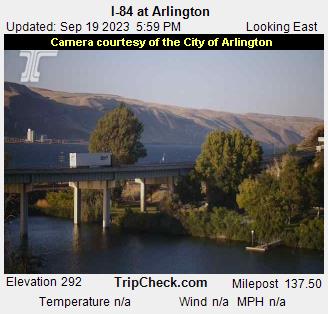 I-84 at Arlington
Updated: Sep 19 2023 5:59 PM Looking East
Camera courtesy of the City of Arlington
Elevation 292 TripCheck.com Milepost 137.50
Temperature n/a Wind n/a MPH n/a